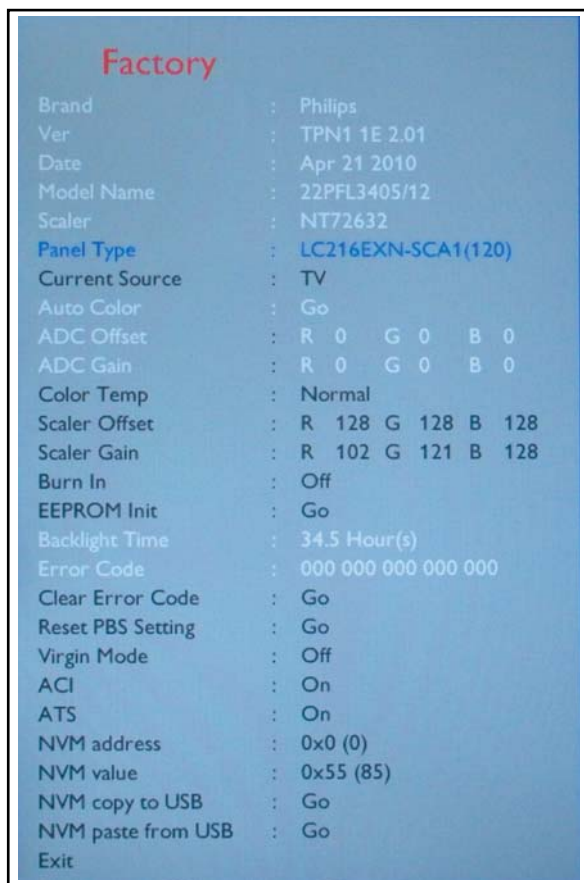 Factory
Brand : Philips
Ver : TPN1 1E 2.01
Date : Apr 21 2010
Model Name : 22PFL3405/12
Scaler : NT72632
Panel Type : LC216EXN-SCA1(120)
Current Source : TV
Auto Color : Go
ADC Offset : R 0 G 0 B 0
ADC Gain : R 0 G 0 B 0
Color Temp : Normal
Scaler Offset : R 128 G 128 B 128
Scaler Gain : R 102 G 121 B 128
Burn In : Off
EEPROM Init : Go
Backlight Time : 34.5 Hour(s)
Error Code : 000 000 000 000 000
Clear Error Code : Go
Reset PBS Setting : Go
Virgin Mode : Off
ACI : On
ATS : On
NVM address : 0x0 (0)
NVM value : 0x55 (85)
NVM copy to USB : Go
NVM paste from USB : Go
Exit